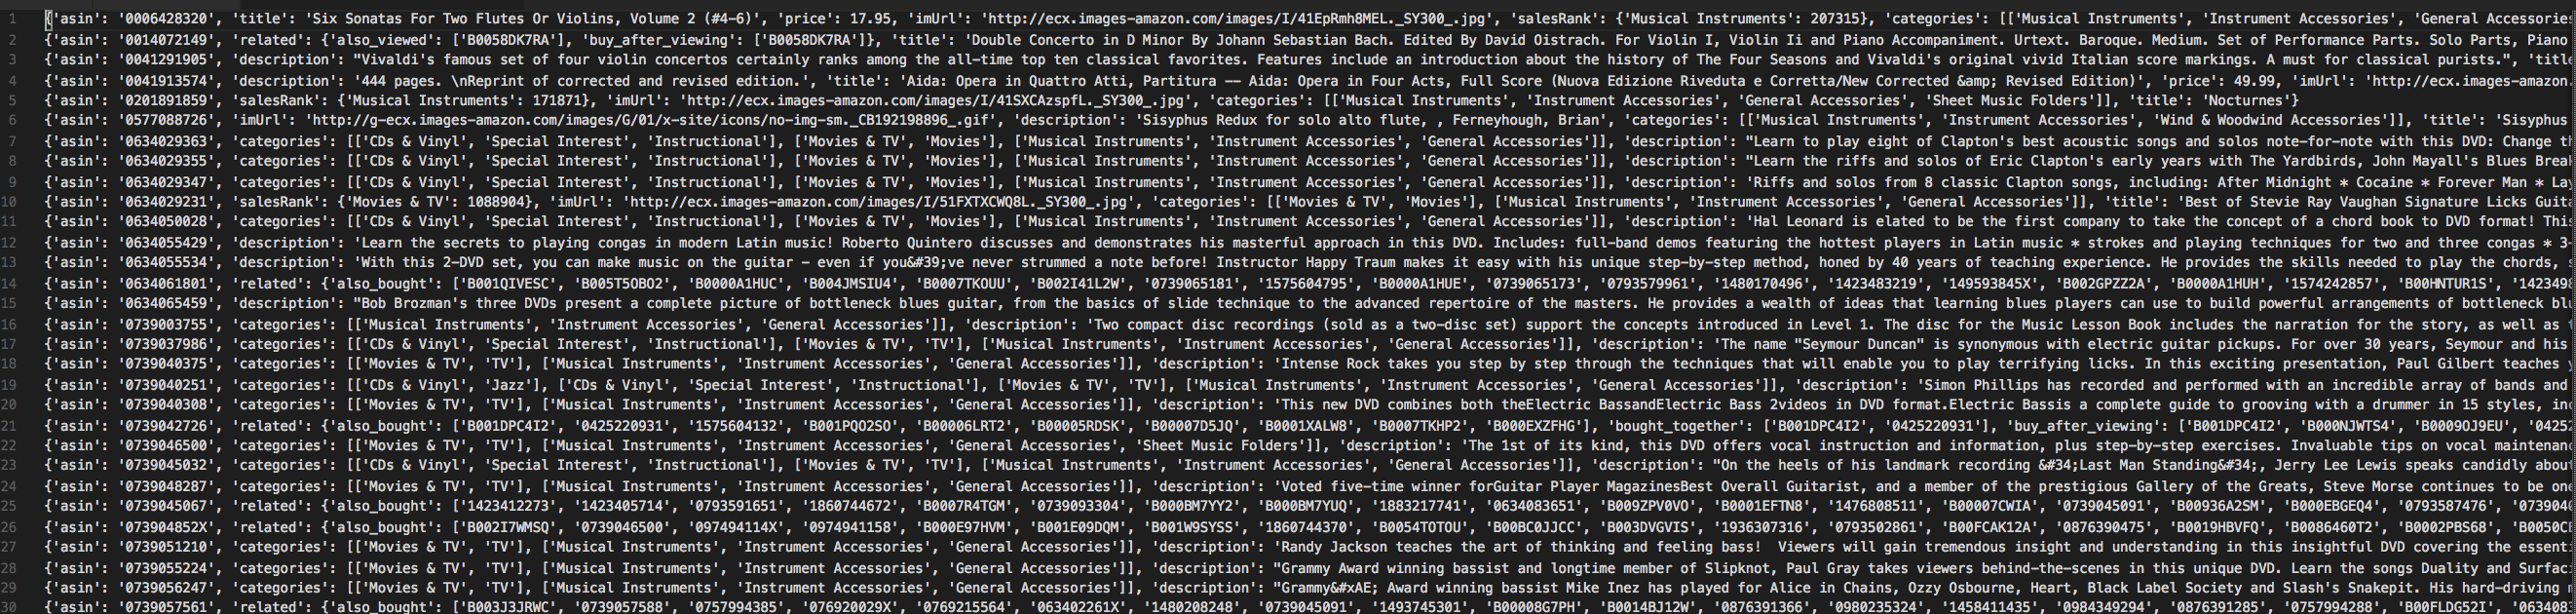 1 {'asin': '0006428320', 'title': 'Six Sonatas For Two Flutes Or Violins, Volume 2 (#4-6)', 'price': 17.95, 'imUrl': 'http://ecx.images-amazon.com/images/I/41EpRmh8MEL._SY300_.jpg', 'salesRank': {'Musical Instruments': 207315}, 'categories': [['Musical Instruments', 'Instrument Accessories', 'General Accessorie
2 {'asin': '0014072149', 'related': {'also_viewed': ['B0058DK7RA'], 'buy_after_viewing': ['B0058DK7RA']}, 'title': 'Double Concerto in D Minor By Johann Sebastian Bach. Edited By David Oistrach. For Violin I, Violin Ii and Piano Accompaniment. Urtext. Baroque. Medium. Set of Performance Parts. Solo Parts, Piano
3 {'asin': '0041291905', 'description': "Vivaldi's famous set of four violin concertos certainly ranks among the all-time top ten classical favorites. Features include an introduction about the history of The Four Seasons and Vivaldi's original vivid Italian score markings. A must for classical purists.", 'title
4 {'asin': '0041913574', 'description': '444 pages. \nReprint of corrected and revised edition.', 'title': 'Aida: Opera in Quattro Atti, Partitura -- Aida: Opera in Four Acts, Full Score (Nuova Edizione Riveduta e Corretta/New Corrected &amp; Revised Edition)', 'price': 49.99, 'imUrl': 'http://ecx.images-amazon
5 {'asin': '0201891859', 'salesRank': {'Musical Instruments': 171871}, 'imUrl': 'http://ecx.images-amazon.com/images/I/41SXCAzspfL._SY300_.jpg', 'categories': [['Musical Instruments', 'Instrument Accessories', 'General Accessories', 'Sheet Music Folders']], 'title': 'Nocturnes'}
6 {'asin': '0577088726', 'imUrl': 'http://g-ecx.images-amazon.com/images/G/01/x-site/icons/no-img-sm._CB192198896_.gif', 'description': 'Sisyphus Redux for solo alto flute, , Ferneyhough, Brian', 'categories': [['Musical Instruments', 'Instrument Accessories', 'Wind & Woodwind Accessories']], 'title': 'Sisyphus
7 {'asin': '0634029363', 'categories': [['CDs & Vinyl', 'Special Interest', 'Instructional'], ['Movies & TV', 'Movies'], ['Musical Instruments', 'Instrument Accessories', 'General Accessories']], 'description': "Learn to play eight of Clapton's best acoustic songs and solos note-for-note with this DVD: Change t
8 {'asin': '0634029355', 'categories': [['CDs & Vinyl', 'Special Interest', 'Instructional'], ['Movies & TV', 'Movies'], ['Musical Instruments', 'Instrument Accessories', 'General Accessories']], 'description': "Learn the riffs and solos of Eric Clapton's early years with The Yardbirds, John Mayall's Blues Brea
9 {'asin': '0634029347', 'categories': [['CDs & Vinyl', 'Special Interest', 'Instructional'], ['Movies & TV', 'Movies'], ['Musical Instruments', 'Instrument Accessories', 'General Accessories']], 'description': 'Riffs and solos from 8 classic Clapton songs, including: After Midnight * Cocaine * Forever Man * La
10 {'asin': '0634029231', 'salesRank': {'Movies & TV': 1088904}, 'imUrl': 'http://ecx.images-amazon.com/images/I/51FXTXCWQ8L._SY300_.jpg', 'categories': [['Movies & TV', 'Movies'], ['Musical Instruments', 'Instrument Accessories', 'General Accessories']], 'title': 'Best of Stevie Ray Vaughan Signature Licks Guita
11 {'asin': '0634050028', 'categories': [['CDs & Vinyl', 'Special Interest', 'Instructional'], ['Movies & TV', 'Movies'], ['Musical Instruments', 'Instrument Accessories', 'General Accessories']], 'description': 'Hal Leonard is elated to be the first company to take the concept of a chord book to DVD format! Thi
12 {'asin': '0634055429', 'description': 'Learn the secrets to playing congas in modern Latin music! Roberto Quintero discusses and demonstrates his masterful approach in this DVD. Includes: full-band demos featuring the hottest players in Latin music * strokes and playing techniques for two and three congas * 3-
13 {'asin': '0634055534', 'description': 'With this 2-DVD set, you can make music on the guitar - even if you&#39;ve never strummed a note before! Instructor Happy Traum makes it easy with his unique step-by-step method, honed by 40 years of teaching experience. He provides the skills needed to play the chords,
14 {'asin': '0634061801', 'related': {'also_bought': ['B001QIVESC', 'B005T5OBO2', 'B0000A1HUC', 'B004JMSIU4', 'B0007TKOUU', 'B002I41L2W', '0739065181', '1575604795', 'B0000A1HUE', '0739065173', '0793579961', '1480170496', '1423483219', '149593845X', 'B002GPZZ2A', 'B0000A1HUH', '1574242857', 'B00HNTUR1S', '142349
15 {'asin': '0634065459', 'description': "Bob Brozman's three DVDs present a complete picture of bottleneck blues guitar, from the basics of slide technique to the advanced repertoire of the masters. He provides a wealth of ideas that learning blues players can use to build powerful arrangements of bottleneck bl
16 {'asin': '0739003755', 'categories': [['Musical Instruments', 'Instrument Accessories', 'General Accessories']], 'description': 'Two compact disc recordings (sold as a two-disc set) support the concepts introduced in Level 1. The disc for the Music Lesson Book includes the narration for the story, as well as
17 {'asin': '0739037986', 'categories': [['CDs & Vinyl', 'Special Interest', 'Instructional'], ['Movies & TV', 'TV'], ['Musical Instruments', 'Instrument Accessories', 'General Accessories']], 'description': 'The name "Seymour Duncan" is synonymous with electric guitar pickups. For over 30 years, Seymour and his
18 {'asin': '0739040375', 'categories': [['Movies & TV', 'TV'], ['Musical Instruments', 'Instrument Accessories', 'General Accessories']], 'description': 'Intense Rock takes you step by step through the techniques that will enable you to play terrifying licks. In this exciting presentation, Paul Gilbert teaches
19 {'asin': '0739040251', 'categories': [['CDs & Vinyl', 'Jazz'], ['CDs & Vinyl', 'Special Interest', 'Instructional'], ['Movies & TV', 'TV'], ['Musical Instruments', 'Instrument Accessories', 'General Accessories']], 'description': 'Simon Phillips has recorded and performed with an incredible array of bands and
20 {'asin': '0739040308', 'categories': [['Movies & TV', 'TV'], ['Musical Instruments', 'Instrument Accessories', 'General Accessories']], 'description': 'This new DVD combines both theElectric BassandElectric Bass 2videos in DVD format.Electric Bassis a complete guide to grooving with a drummer in 15 styles, in
21 {'asin': '0739042726', 'related': {'also_bought': ['B001DPC4I2', '0425220931', '1575604132', 'B001PQO2SO', 'B00006LRT2', 'B00005RDSK', 'B00007D5JQ', 'B0001XALW8', 'B0007TKHP2', 'B000EXZFHG'], 'bought_together': ['B001DPC4I2', '0425220931'], 'buy_after_viewing': ['B001DPC4I2', 'B000NJWTS4', 'B0009OJ9EU', '0425
22 {'asin': '0739046500', 'categories': [['Movies & TV', 'TV'], ['Musical Instruments', 'Instrument Accessories', 'Sheet Music Folders']], 'description': 'The 1st of its kind, this DVD offers vocal instruction and information, plus step-by-step exercises. Invaluable tips on vocal maintenan
23 {'asin': '0739045032', 'categories': [['CDs & Vinyl', 'Special Interest', 'Instructional'], ['Movies & TV', 'TV'], ['Musical Instruments', 'Instrument Accessories', 'General Accessories']], 'description': "On the heels of his landmark recording &#34;Last Man Standing&#34;, Jerry Lee Lewis speaks candidly abou
24 {'asin': '0739048287', 'categories': [['Movies & TV', 'TV'], ['Musical Instruments', 'Instrument Accessories', 'General Accessories']], 'description': 'Voted five-time winner forGuitar Player MagazinesBest Overall Guitarist, and a member of the prestigious Gallery of the Greats, Steve Morse continues to be on
25 {'asin': '0739045067', 'related': {'also_bought': ['1423412273', '1423405714', '0793591651', '1860744672', 'B0007R4TGM', '0739093304', 'B000BM7YY2', 'B000BM7YUQ', '1883217741', '0634083651', 'B009ZPV0VO', 'B0001EFTN8', '1476808511', 'B00007CWIA', '0739045091', 'B00936A2SM', 'B000EBGEQ4', '0793587476', '073904
26 {'asin': '073904852X', 'related': {'also_bought': ['B002I7WMSQ', '0739046500', '097494114X', '0974941158', 'B000E97HVM', 'B001E09DQM', 'B001W9SYSS', '1860744370', 'B0054TOTOU', 'B00BC0JJCC', 'B003DVGVIS', '1936307316', '0793502861', 'B00FCAK12A', '0876390475', 'B0019HBVFQ', 'B0086460T2', 'B0002PBS68', 'B0050C
27 {'asin': '0739051210', 'categories': [['Movies & TV', 'TV'], ['Musical Instruments', 'Instrument Accessories', 'General Accessories']], 'description': 'Randy Jackson teaches the art of thinking and feeling bass!  Viewers will gain tremendous insight and understanding in this insightful DVD covering the essent
28 {'asin': '0739055224', 'categories': [['Movies & TV', 'TV'], ['Musical Instruments', 'Instrument Accessories', 'General Accessories']], 'description': "Grammy Award winning bassist and longtime member of Slipknot, Paul Gray takes viewers behind-the-scenes in this unique DVD. Learn the songs Duality and Surfac
29 {'asin': '0739056247', 'categories': [['Movies & TV', 'TV'], ['Musical Instruments', 'Instrument Accessories', 'General Accessories']], 'description': "Grammy&#xAE; Award winning bassist Mike Inez has played for Alice in Chains, Ozzy Osbourne, Heart, Black Label Society and Slash's Snakepit. His hard-driving
30 {'asin': '0739057561', 'related': {'also_bought': ['B003J3JRWC', '0739057588', '0757994385', '076920029X', '0769215564', '063402261X', '1480208248', '0739045091', '1493745301', 'B00008G7PH', 'B0014BJ12W', '0876391366', '0980235324', '1458411435', '0984349294', '0876391285', '0757994288', 'B00FLDG52I', '06340